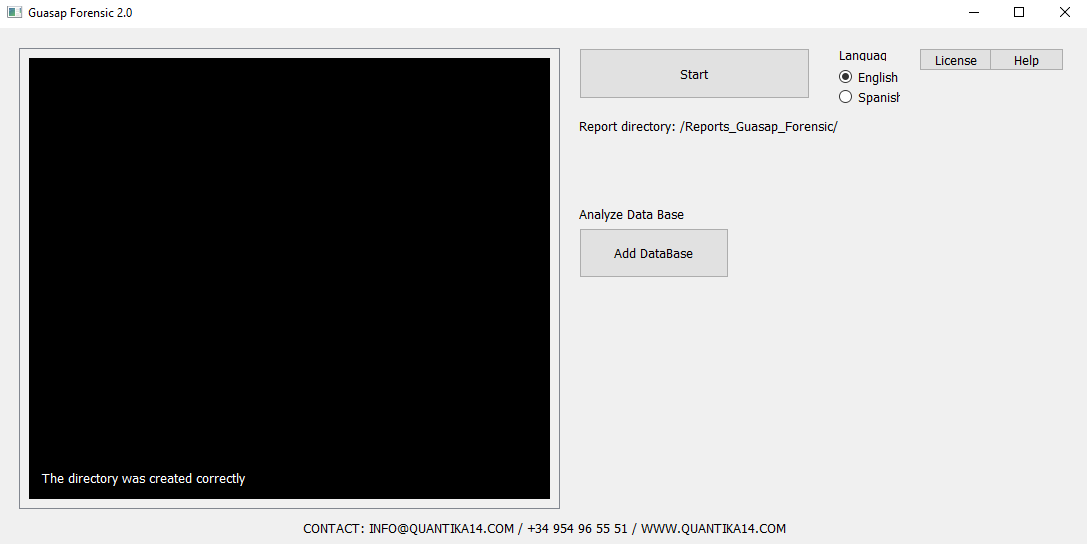 Guasap Forensic 2.0
Start
Languag
English
Spanish
License
Help
Report directory: /Reports_Guasap_Forensic/
Analyze Data Base
Add DataBase
The directory was created correctly
CONTACT: INFO@QUANTIKA14.COM / +34 954 96 55 51 / WWW.QUANTIKA14.COM